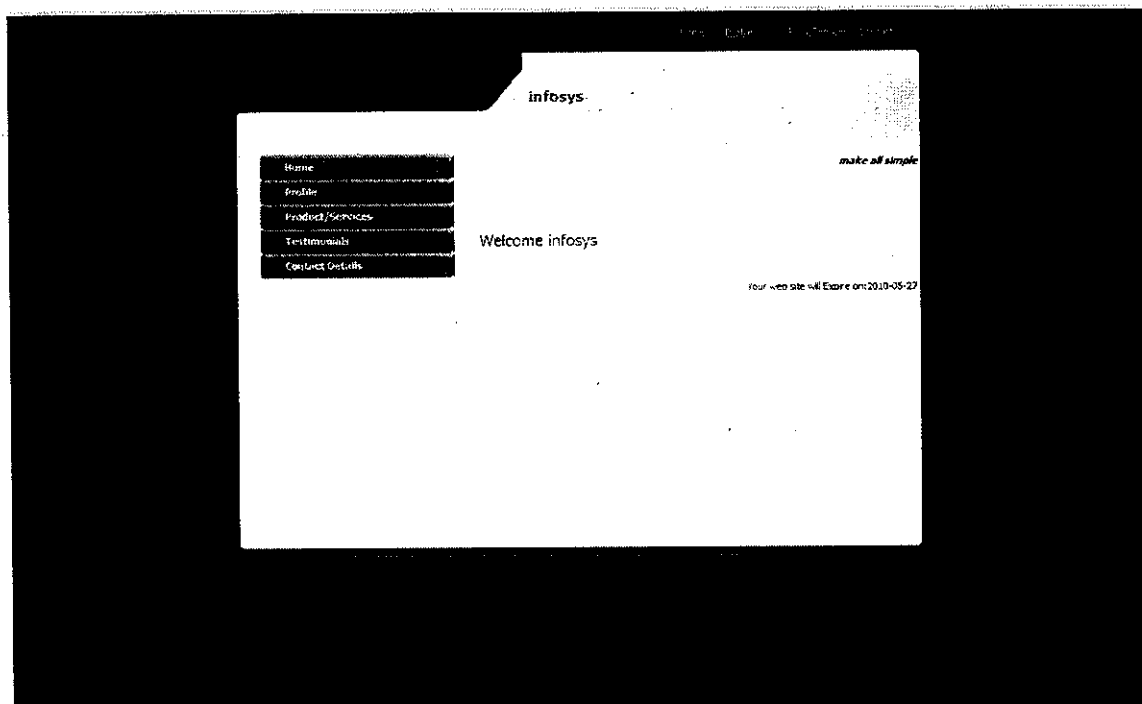 infosys
make all simple
Home
Profile
Product/Services
Testimonials
Contact Details
Welcome infosys
Your web site will Expire on:2010-05-27